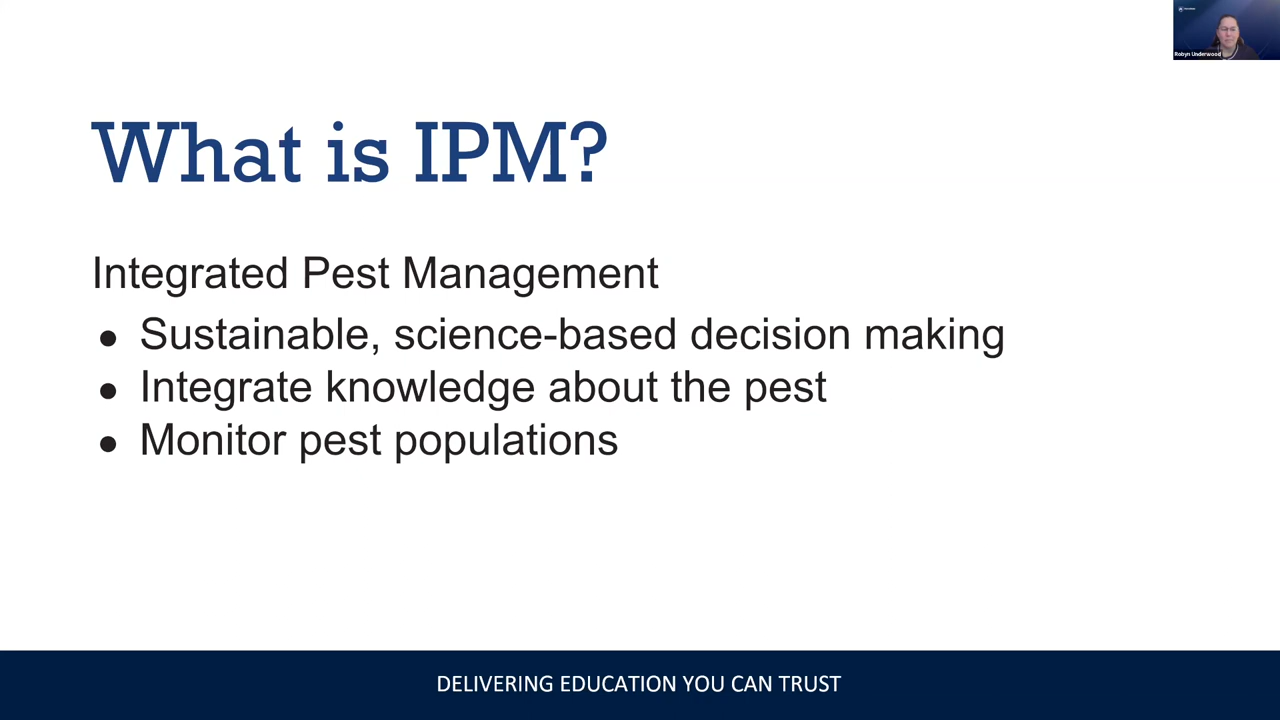 Robyn Underwood
What is IPM?
Integrated Pest Management
● Sustainable, science-based decision making
● Integrate knowledge about the pest
● Monitor pest populations
DELIVERING EDUCATION YOU CAN TRUST